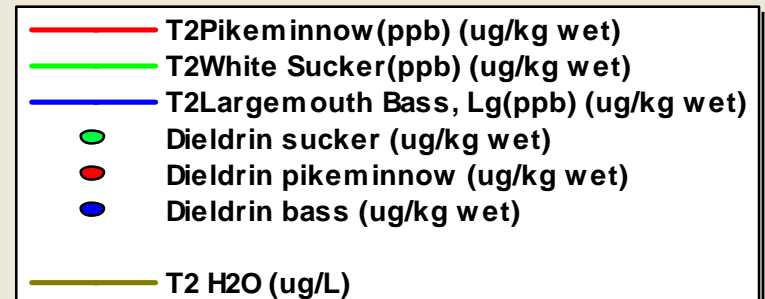 T2Pikeminnow(ppb) (ug/kg wet)
T2White Sucker(ppb) (ug/kg wet)
T2Largemouth Bass, Lg(ppb) (ug/kg wet)
Dieldrin sucker (ug/kg wet)
Dieldrin pikeminnow (ug/kg wet)
Dieldrin bass (ug/kg wet)
T2 H2O (ug/L)